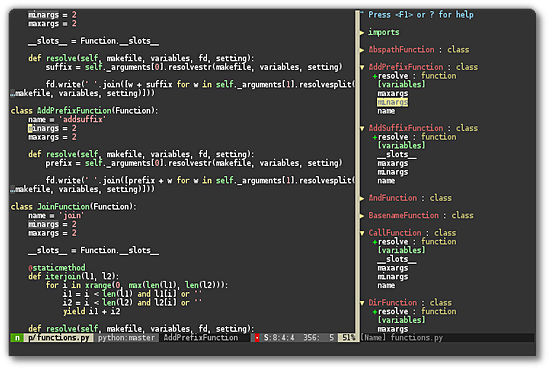 minargs = 2
maxargs = 2
__slots__ = Function.__slots__
def resolve(self, makefile, variables, fd, setting):
suffix = self._arguments[0].resolvestr(makefile, variables, setting)
fd.write(' '.join([w + suffix for w in self._arguments[1].resolvesplit(
…makefile, variables, setting)]))
class AddPrefixFunction(Function):
name = 'addsuffix'
minargs = 2
maxargs = 2
def resolve(self, makefile, variables, fd, setting):
prefix = self._arguments[0].resolvestr(makefile, variables, setting)
fd.write(' '.join([prefix + w for w in self._arguments[1].resolvesplit(
…makefile, variables, setting)]))
class JoinFunction(Function):
name = 'join'
minargs = 2
maxargs = 2
__slots__ = Function.__slots__
@staticmethod
def iterjoin(l1, l2):
for i in xrange(0, max(len(l1), len(l2))):
i1 = i < len(l1) and l1[i] or ''
i2 = i < len(l2) and l2[i] or ''
yield i1 + i2
def resolve(self, makefile, variables, fd, setting):
n p/functions.py python:master AddPrefixFunction S:8:4:4 356: 5 51%
" Press <F1> or ? for help
▶ imports
▶ AbspathFunction : class
▼ AddPrefixFunction : class
+resolve : function
[variables]
maxargs
minargs
name
▼ AddSuffixFunction : class
+resolve : function
[variables]
__slots__
maxargs
minargs
name
▶ AndFunction : class
▶ BasenameFunction : class
▼ CallFunction : class
+resolve : function
[variables]
__slots__
maxargs
minargs
name
▼ DirFunction : class
+resolve : function
[variables]
maxargs
[Name] functions.py